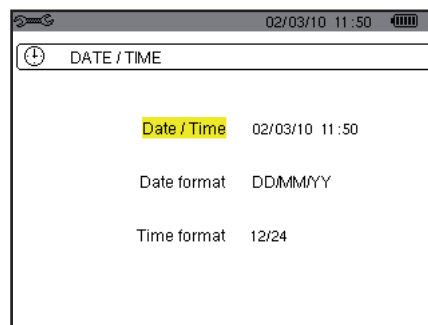 02/03/10 11:50
DATE / TIME
Date / Time 02/03/10 11:50
Date format DD/MM/YY
Time format 12/24